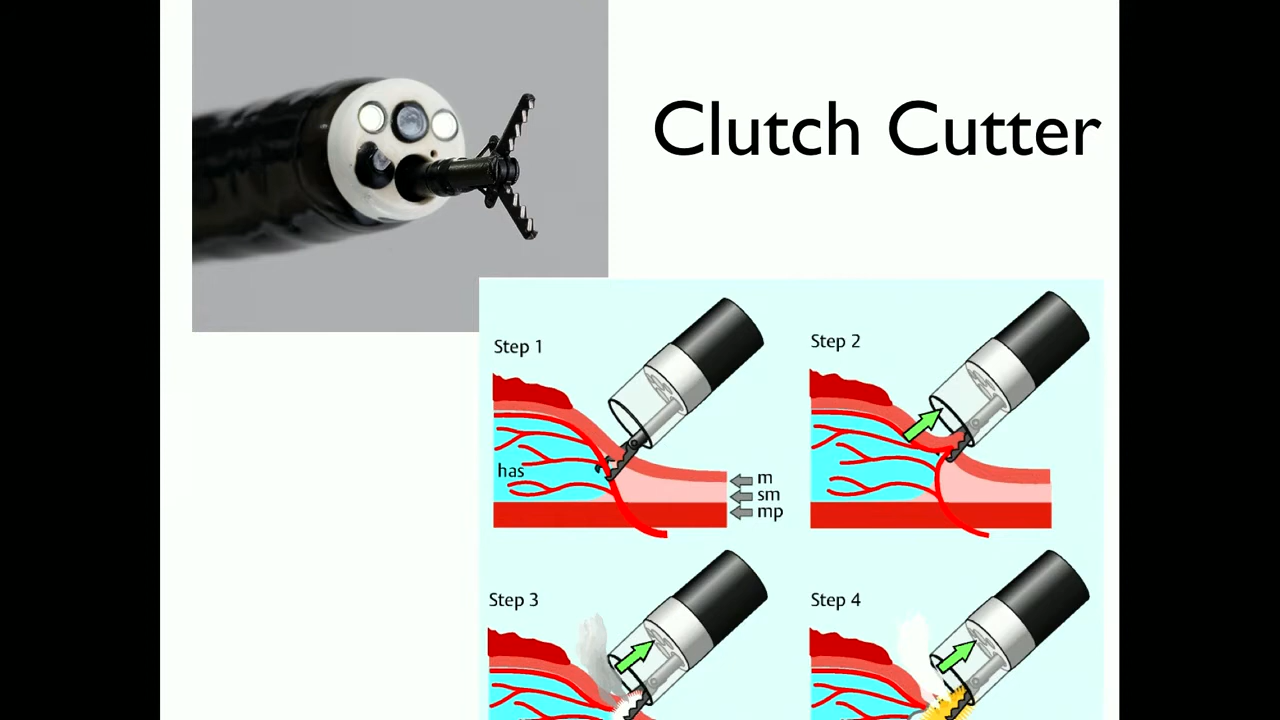 Clutch Cutter
Step 1
Step 2
has
m
sm
mp
Step 3
Step 4